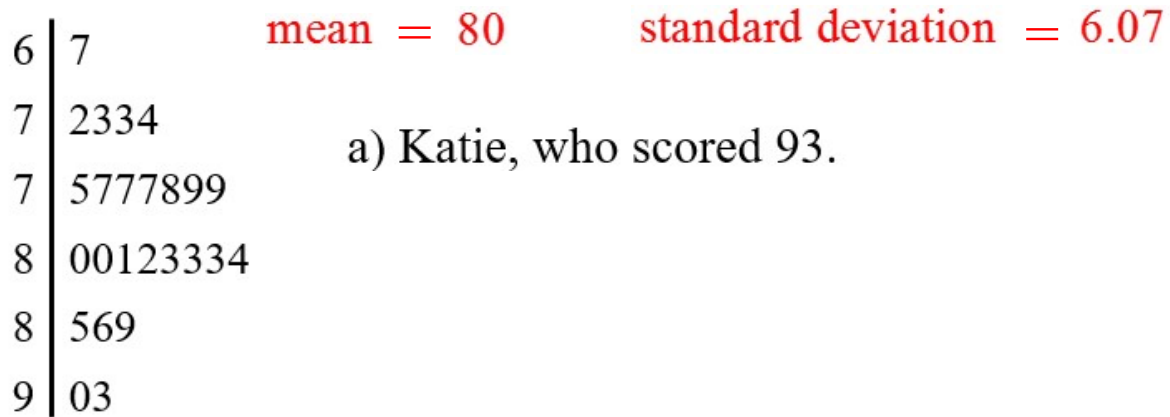 mean = 80 standard deviation = 6.07
6 | 7
7 | 2334
a) Katie, who scored 93.
7 | 5777899
8 | 00123334
8 | 569
9 | 03